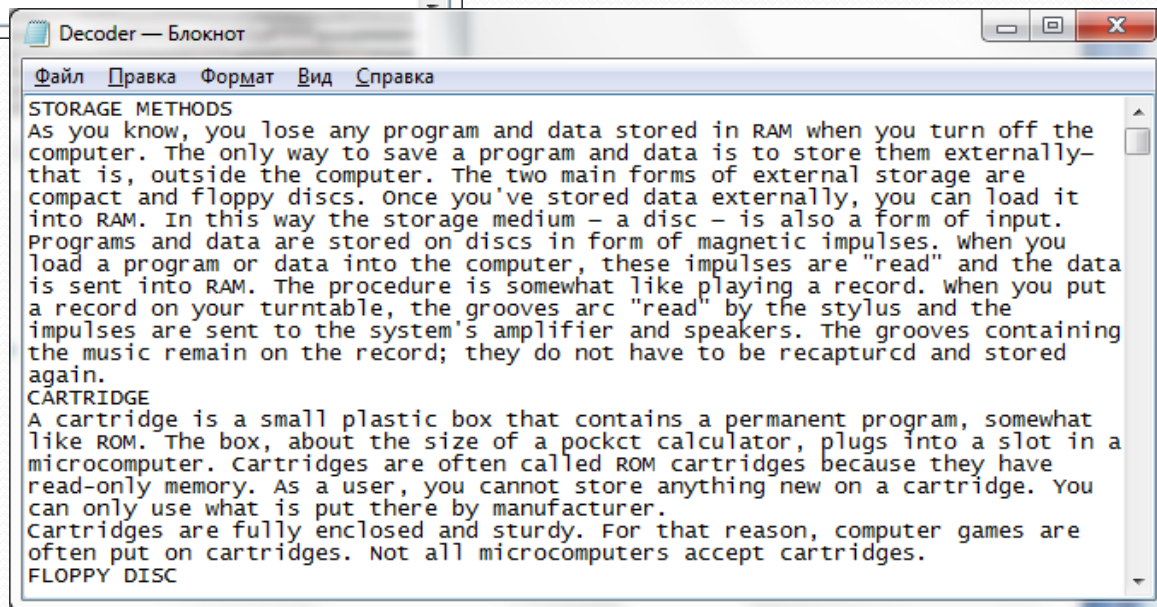 Decoder — Блокнот
Файл Правка Формат Вид Справка
STORAGE METHODS
As you know, you lose any program and data stored in RAM when you turn off the
computer. The only way to save a program and data is to store them externally—
that is, outside the computer. The two main forms of external storage are
compact and floppy discs. Once you've stored data externally, you can load it
into RAM. In this way the storage medium — a disc — is also a form of input.
Programs and data are stored on discs in form of magnetic impulses. When you
load a program or data into the computer, these impulses are "read" and the data
is sent into RAM. The procedure is somewhat like playing a record. When you put
a record on your turntable, the grooves arc "read" by the stylus and the
impulses are sent to the system's amplifier and speakers. The grooves containing
the music remain on the record; they do not have to be recapturcd and stored
again.
CARTRIDGE
A cartridge is a small plastic box that contains a permanent program, somewhat
like ROM. The box, about the size of a pockct calculator, plugs into a slot in a
microcomputer. Cartridges are often called ROM cartridges because they have
read-only memory. As a user, you cannot store anything new on a cartridge. You
can only use what is put there by manufacturer.
Cartridges are fully enclosed and sturdy. For that reason, computer games are
often put on cartridges. Not all microcomputers accept cartridges.
FLOPPY DISC